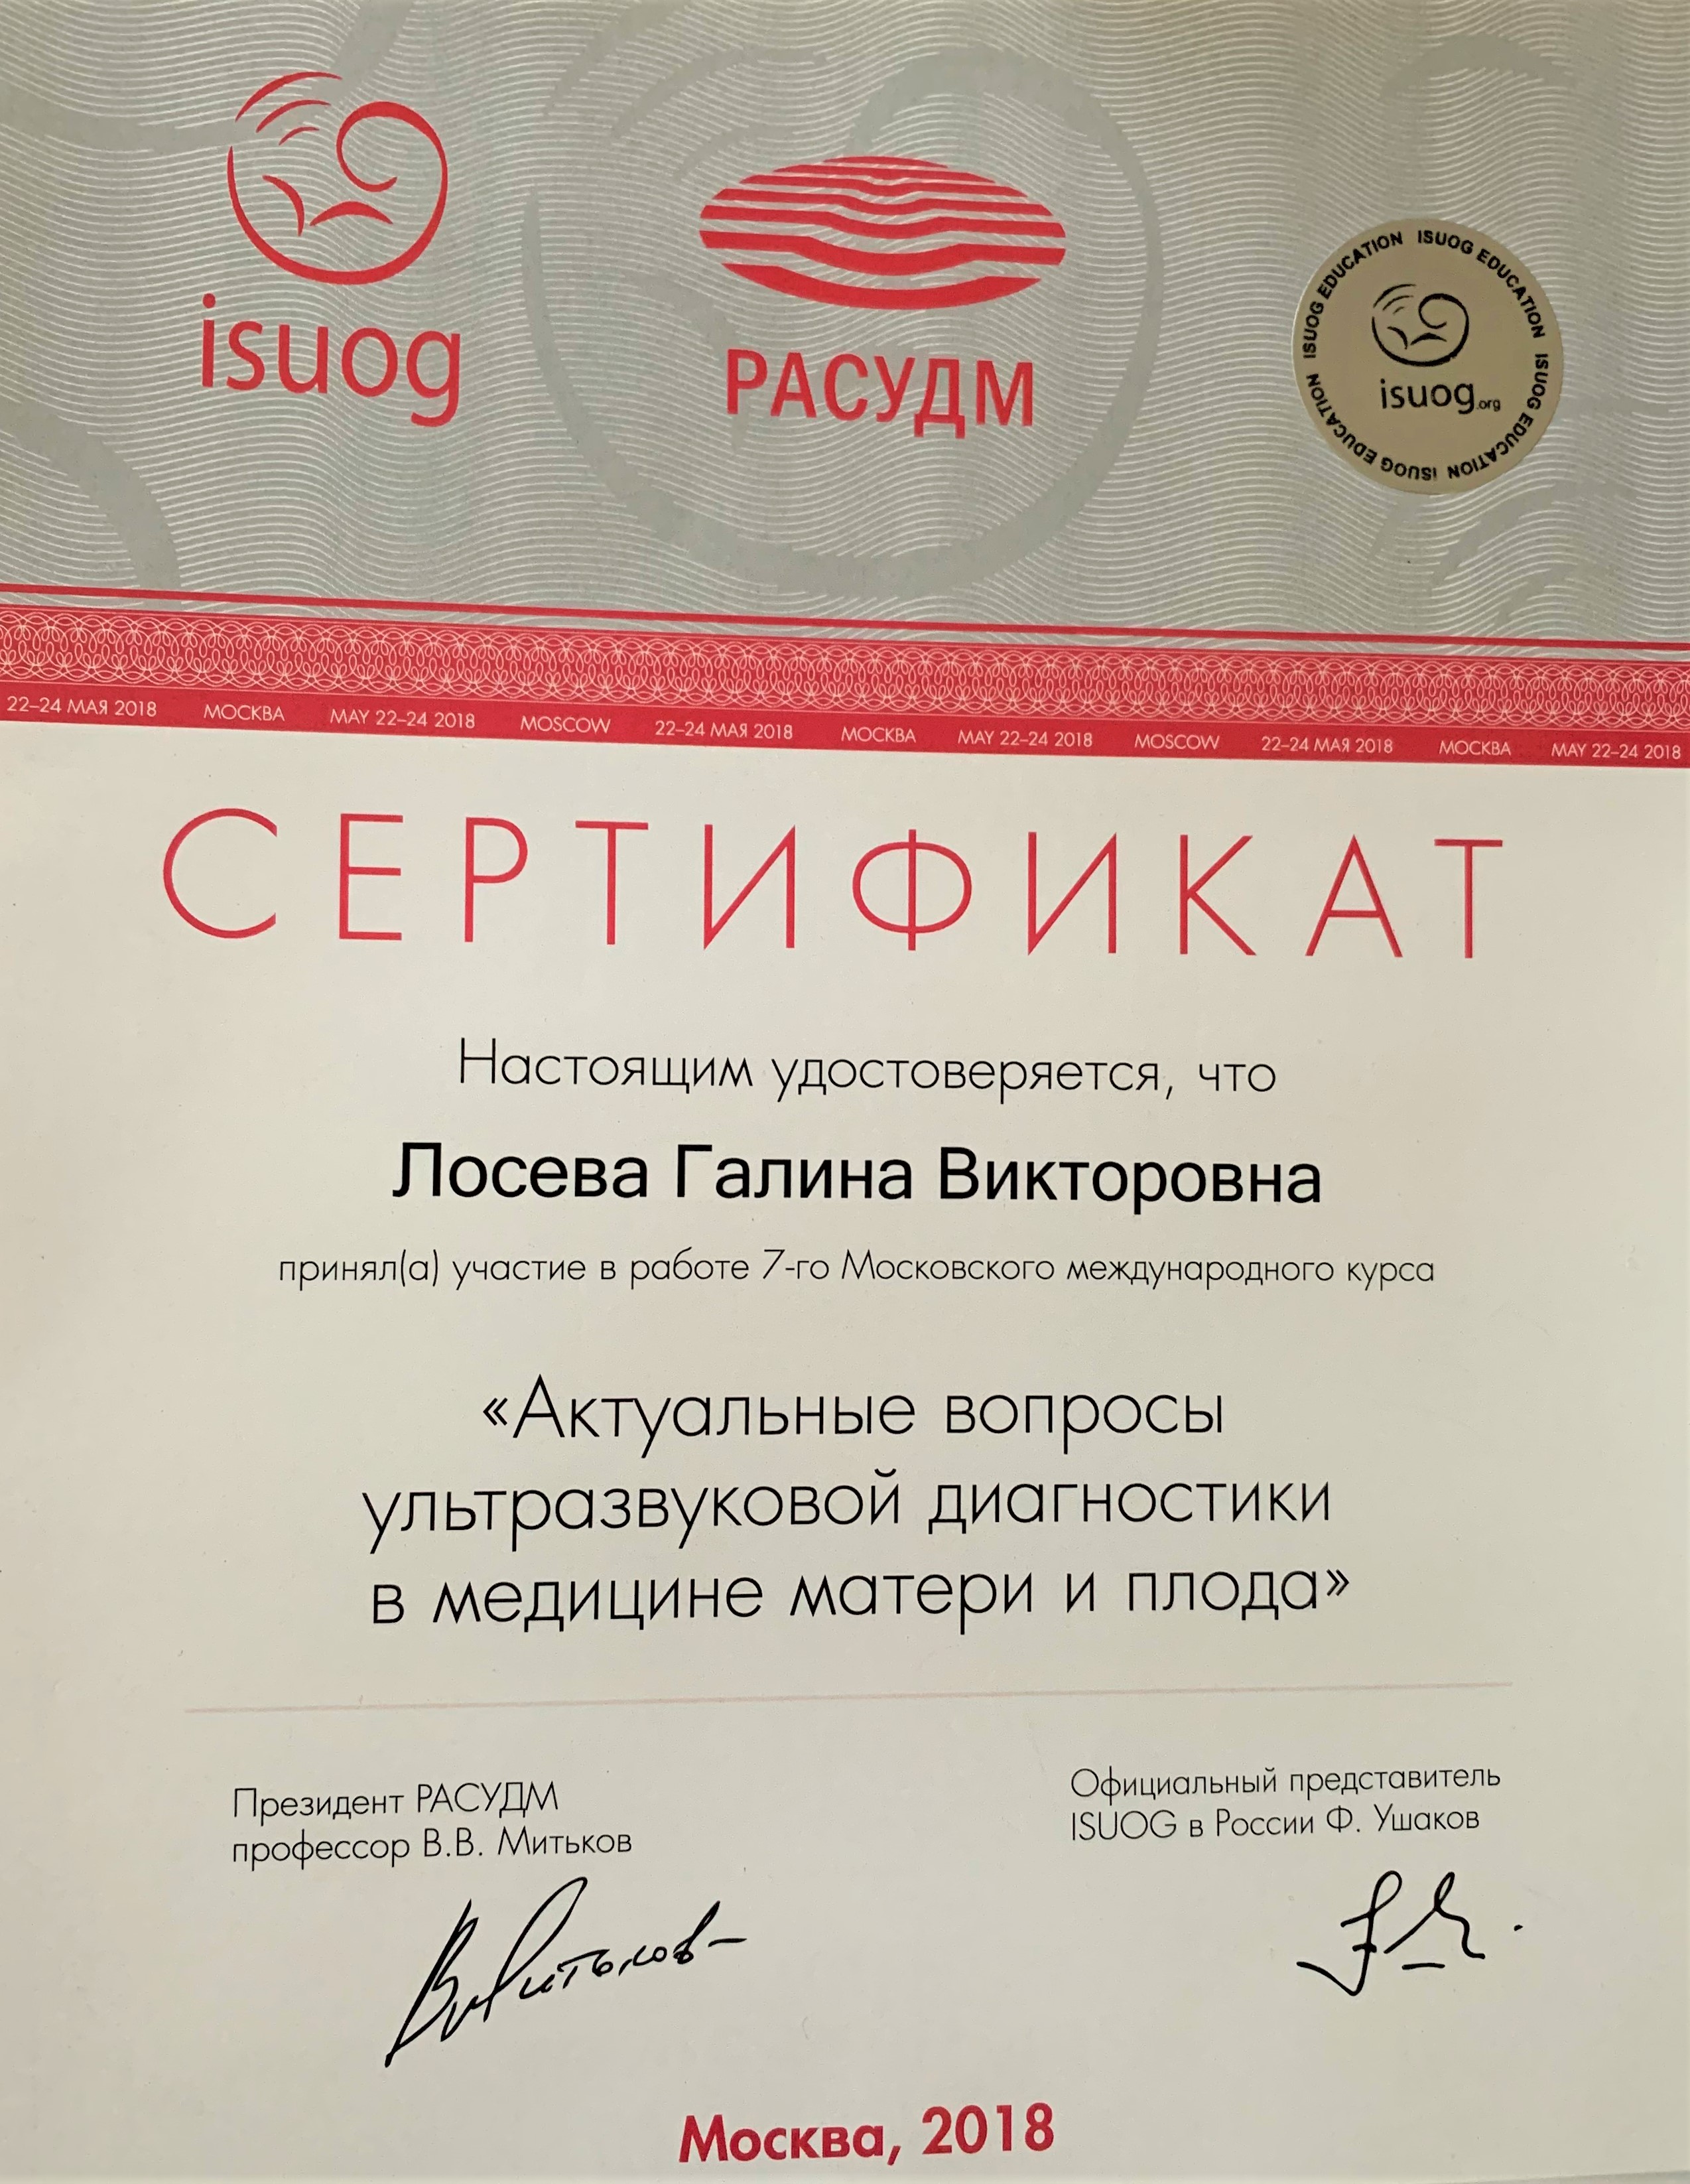 isuog
РАСУДМ
ISUOG EDUCATION ISUOG EDUCATION ISUOG EDUCATION ISUOG EDUCATION
isuog.org
22–24 МАЯ 2018 МОСКВА MAY 22–24 2018 MOSCOW 22–24 МАЯ 2018 МОСКВА MAY 22–24 2018 MOSCOW 22–24 МАЯ 2018 МОСКВА MAY 22–24 2018
СЕРТИФИКАТ
Настоящим удостоверяется, что
Лосева Галина Викторовна
принял(а) участие в работе 7-го Московского международного курса
«Актуальные вопросы
ультразвуковой диагностики
в медицине матери и плода»
Президент РАСУДМ
профессор В.В. Митьков
Официальный представитель
ISUOG в России Ф. Ушаков
Москва, 2018